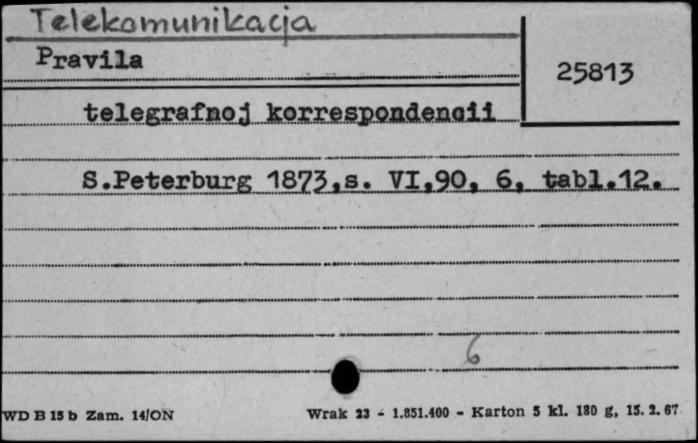 Telekomunikacja
Pravila
25813
telegrafnoj korrespondencii
S.Peterburg 1873,s. VI,90, 6, tabl.12.
6
WD B 15 b Zam. 14/ON
Wrak 23 - 1.851.400 - Karton 5 kl. 180 g, 15. 2. 67